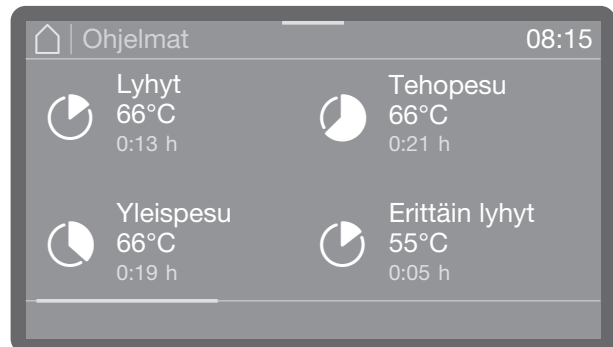 Ohjelmat
08:15
Lyhyt
66°C
0:13 h
Tehopesu
66°C
0:21 h
Yleispesu
66°C
0:19 h
Erittäin lyhyt
55°C
0:05 h